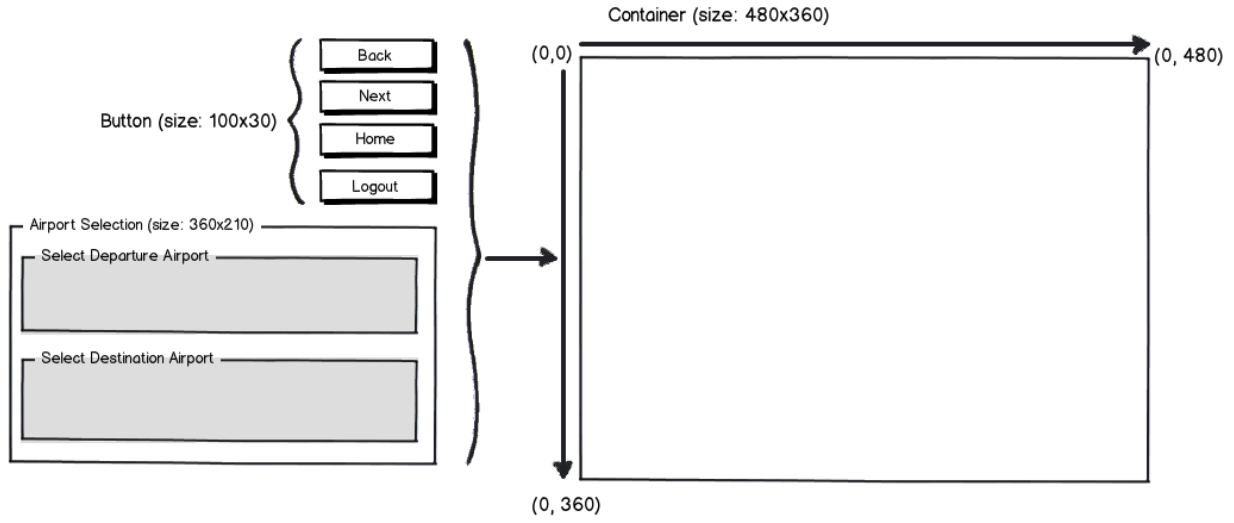 Container (size: 480x360)
(0,0)
(0, 480)
Back
Next
Button (size: 100x30)
Home
Logout
Airport Selection (size: 360x210)
Select Departure Airport
Select Destination Airport
(0, 360)